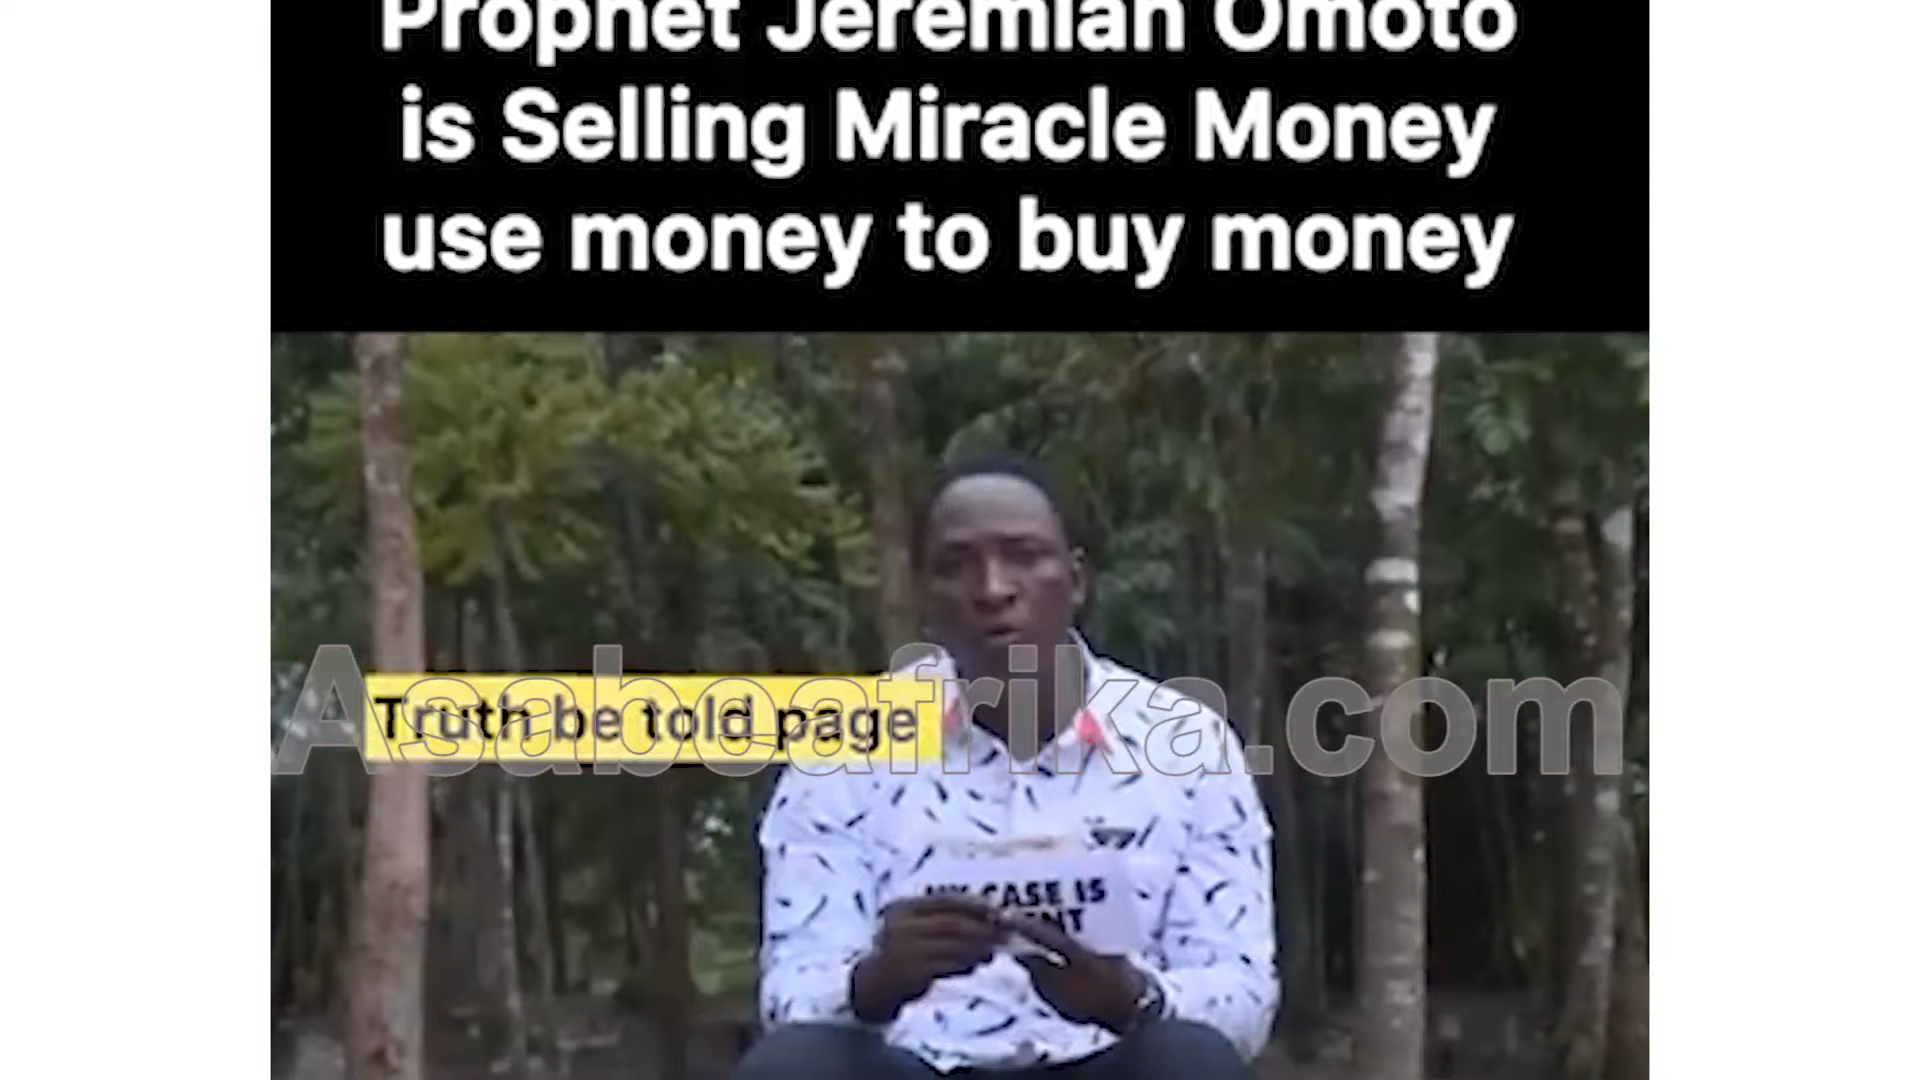 Prophet Jeremiah Omoto
is Selling Miracle Money
use money to buy money
Truth be told page
Asabeafrika.com
CASE IS